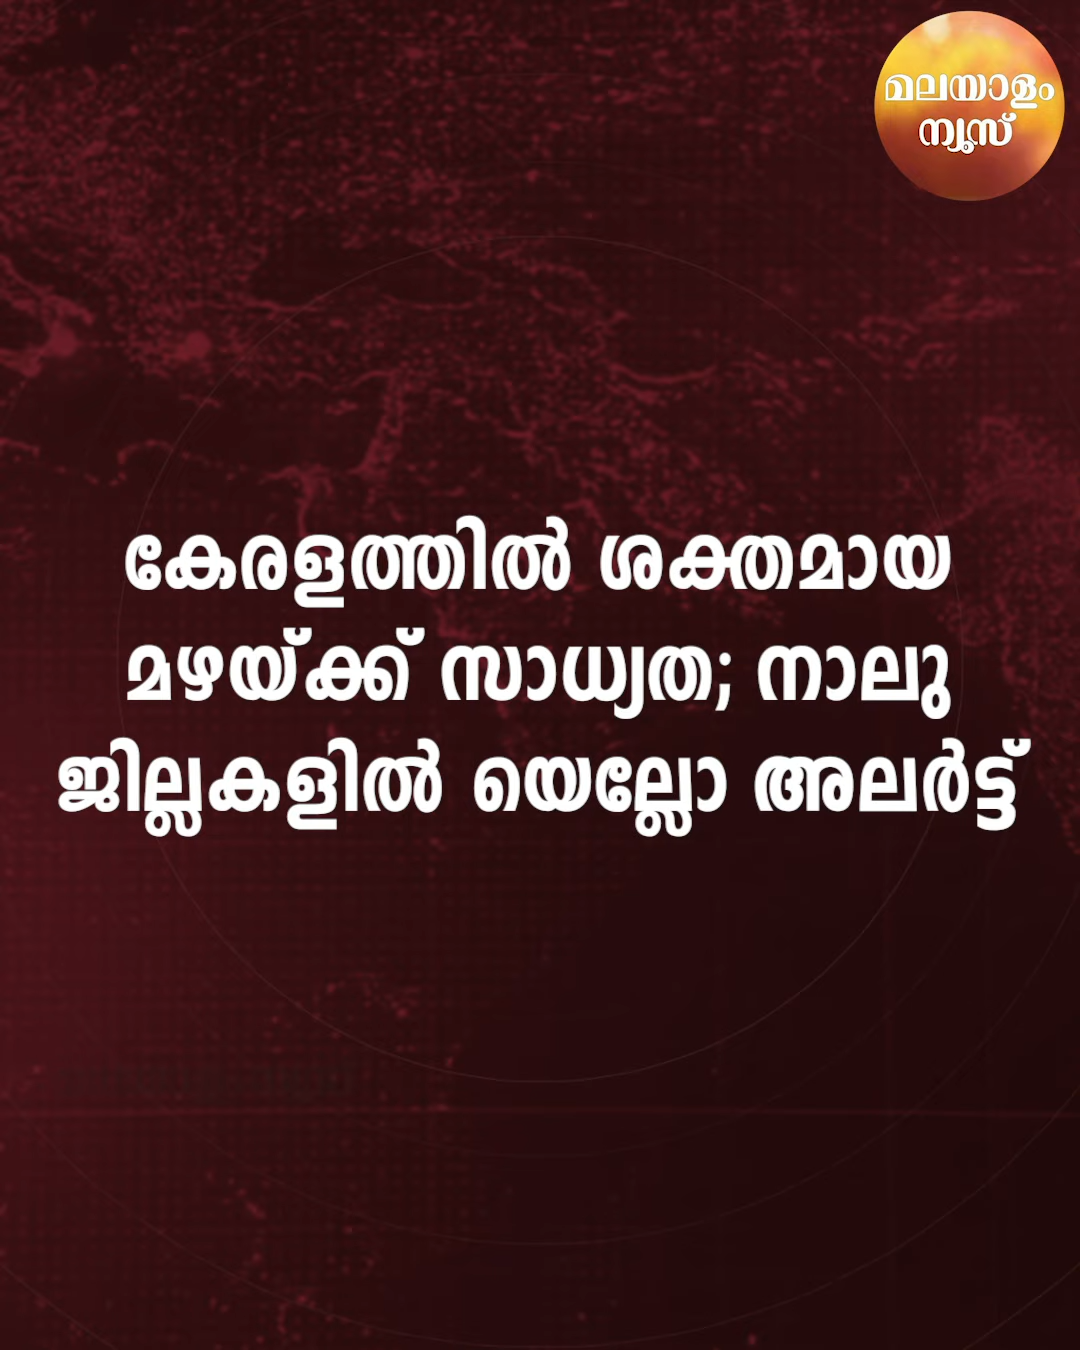 മലയാളം
ന്യൂസ്
കേരളത്തിൽ ശക്തമായ
മഴയ്ക്ക് സാധ്യത; നാലു
ജില്ലകളിൽ യെല്ലോ അലർട്ട്